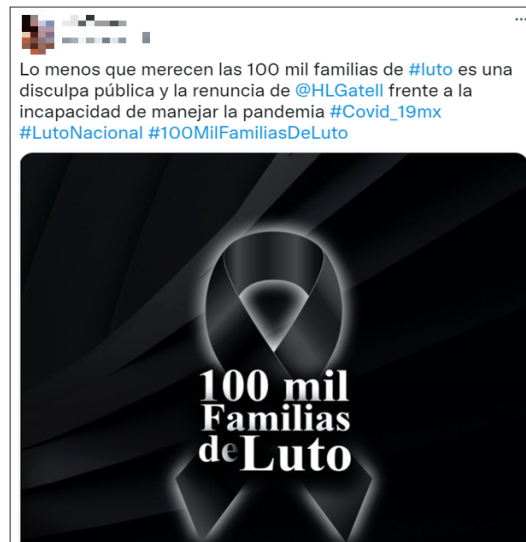 Lo menos que merecen las 100 mil familias de #luto es una
disculpa pública y la renuncia de @HLGatell frente a la
incapacidad de manejar la pandemia #Covid_19mx
#LutoNacional #100MilFamiliasDeLuto
100 mil
Familias
de Luto